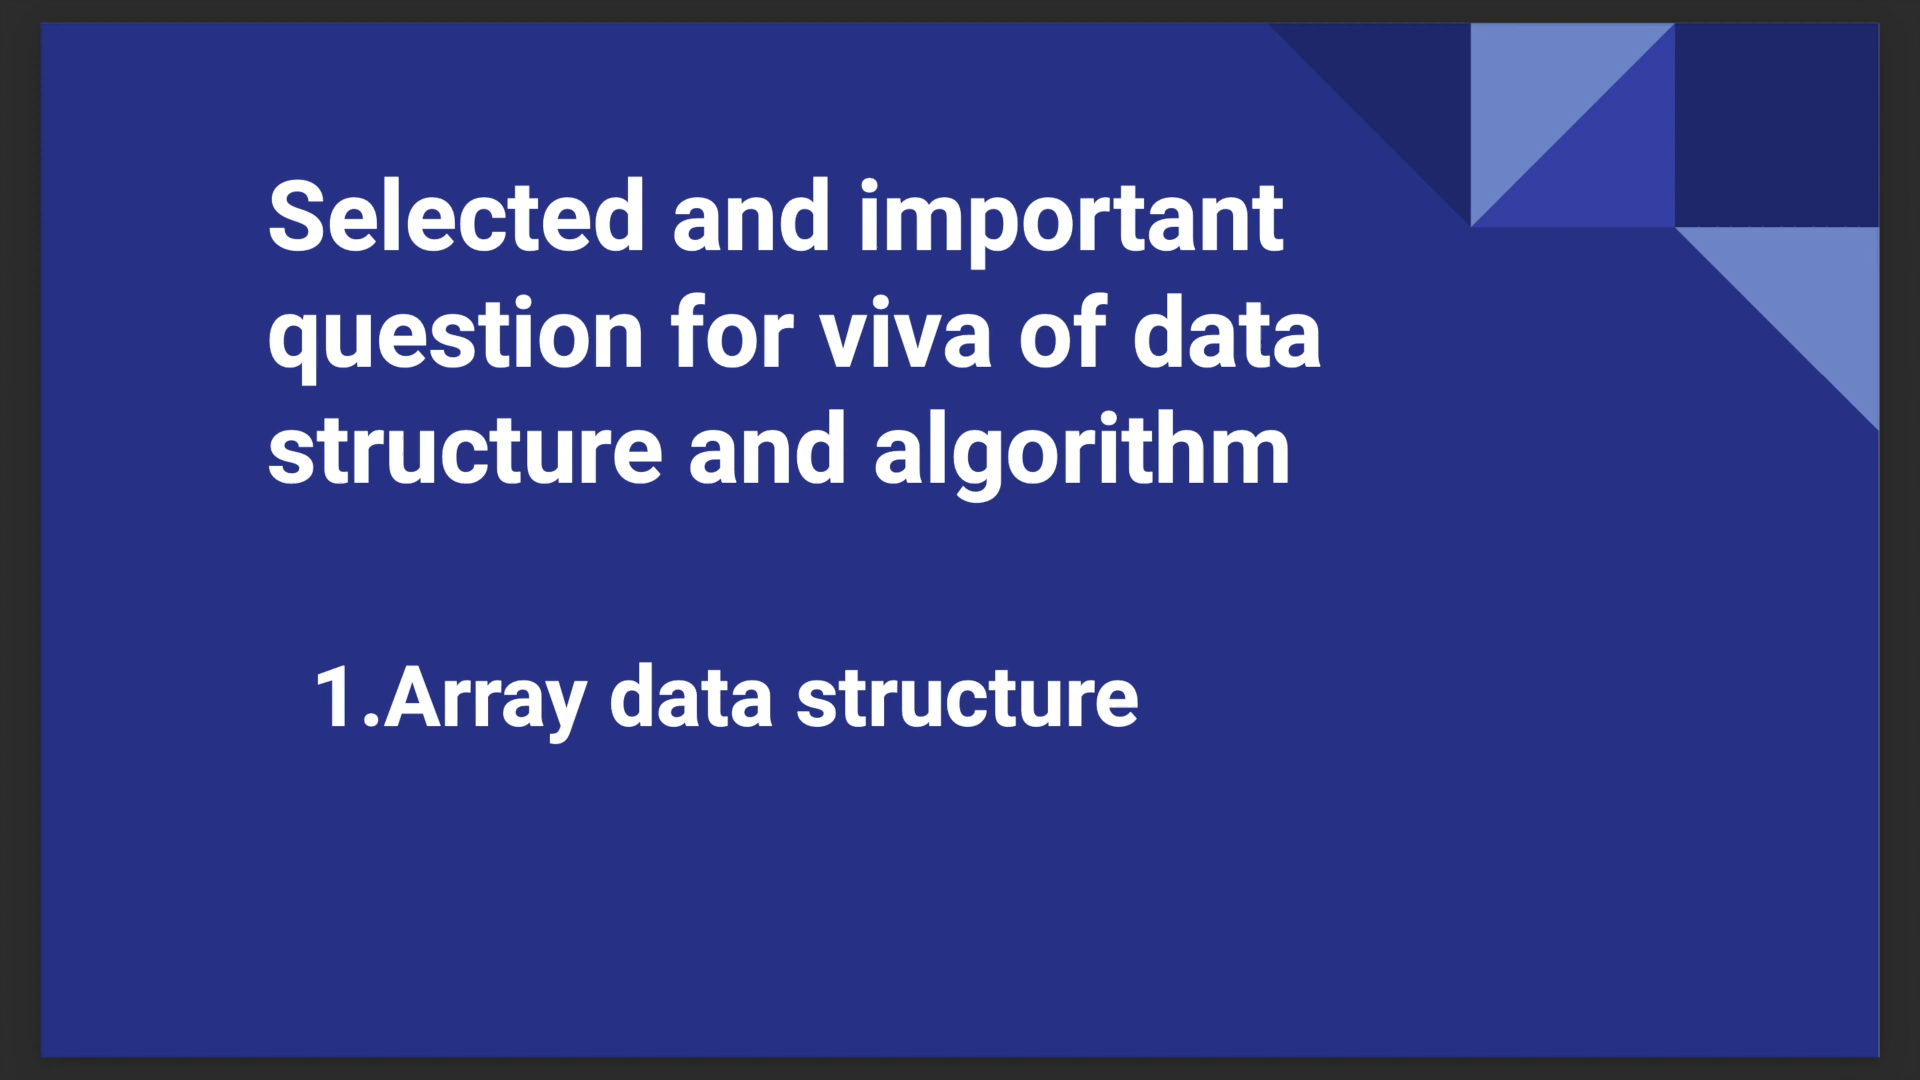 Selected and important
question for viva of data
structure and algorithm
1.Array data structure